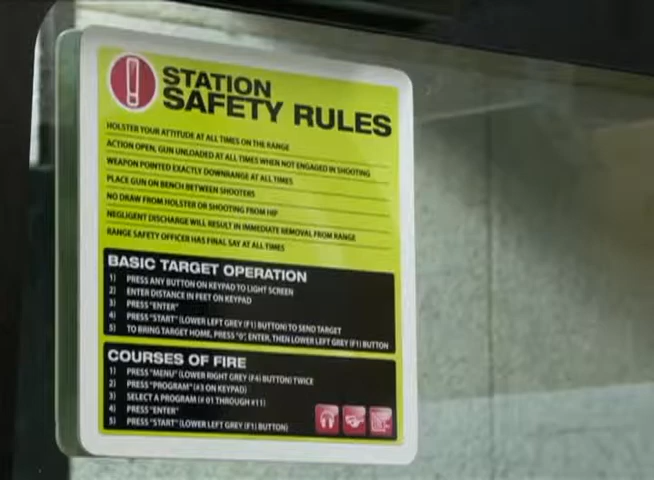 STATION
SAFETY RULES
HOLSTER YOUR ATTITUDE AT ALL TIMES ON THE RANGE
ACTION OPEN, GUN UNLOADED AT ALL TIMES WHEN NOT ENGAGED IN SHOOTING
WEAPON POINTED EXACTLY DOWNRANGE AT ALL TIMES
PLACE GUN ON BENCH BETWEEN SHOOTERS
NO DRAW FROM HOLSTER OR SHOOTING FROM HIP
NEGLIGENT DISCHARGE WILL RESULT IN IMMEDIATE REMOVAL FROM RANGE
RANGE SAFETY OFFICER HAS FINAL SAY AT ALL TIMES
BASIC TARGET OPERATION
1) PRESS ANY BUTTON ON KEYPAD TO LIGHT SCREEN
2) ENTER DISTANCE IN FEET ON KEYPAD
3) PRESS "ENTER"
4) PRESS "START" (LOWER LEFT GREY (F1) BUTTON) TO SEND TARGET
5) TO BRING TARGET HOME, PRESS "0", ENTER, THEN LOWER LEFT GREY (F1) BUTTON
COURSES OF FIRE
1) PRESS "MENU" (LOWER RIGHT GREY (F4) BUTTON) TWICE
2) PRESS "PROGRAM" (#3 ON KEYPAD)
3) SELECT A PROGRAM (# 01 THROUGH #11)
4) PRESS "ENTER"
5) PRESS "START" (LOWER LEFT GREY (F1) BUTTON)